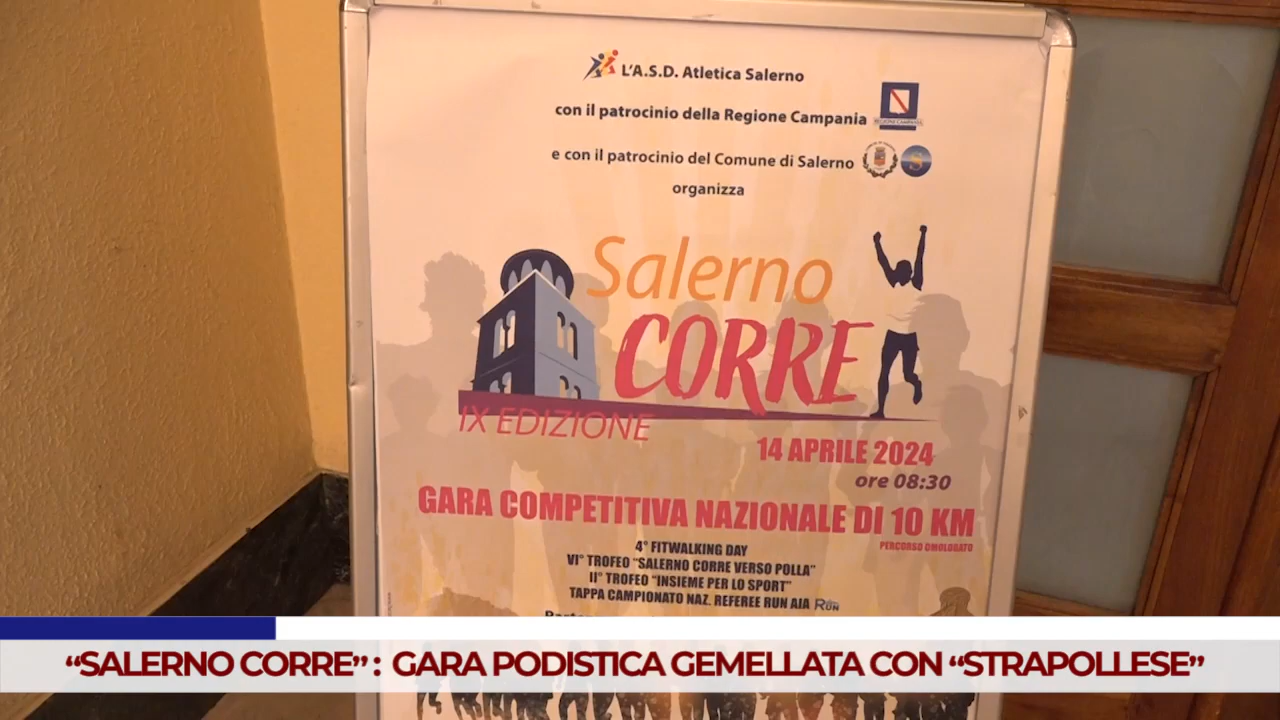 L'A.S.D. Atletica Salerno
con il patrocinio della Regione Campania
REGIONE CAMPANIA
e con il patrocinio del Comune di Salerno
S
organizza
Salerno
CORRE
IX EDIZIONE
14 APRILE 2024
ore 08:30
GARA COMPETITIVA NAZIONALE DI 10 KM
PERCORSO OMOLOGATO
4° FITWALKING DAY
VI° TROFEO "SALERNO CORRE VERSO POLLA"
II° TROFEO "INSIEME PER LO SPORT"
TAPPA CAMPIONATO NAZ. REFEREE RUN AIA RUN
“SALERNO CORRE” : GARA PODISTICA GEMELLATA CON “STRAPOLLESE”